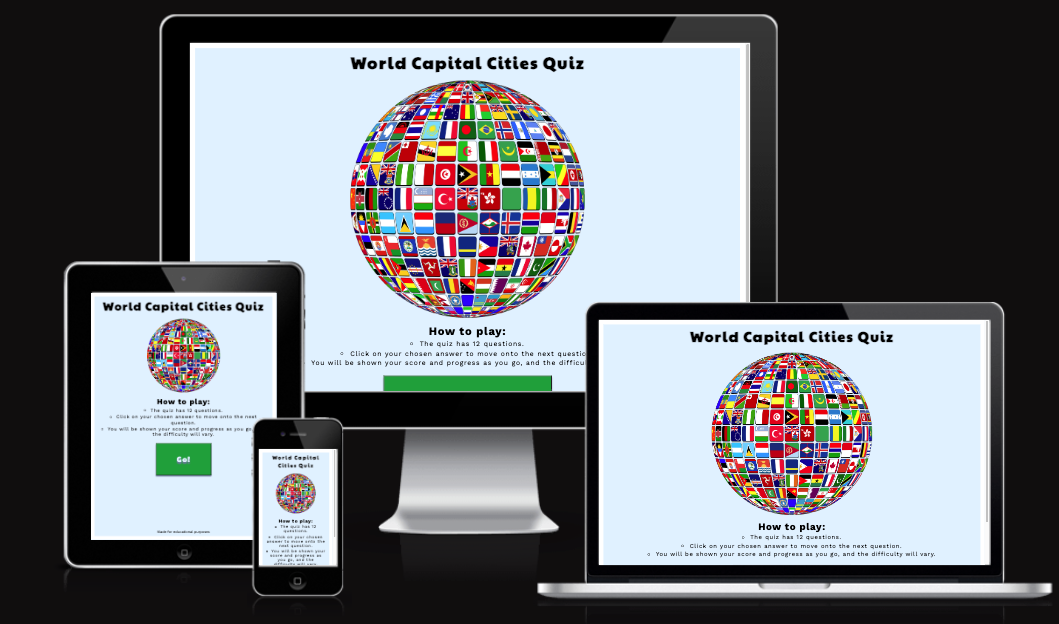 World Capital Cities Quiz
How to play:
The quiz has 12 questions.
Click on your chosen answer to move onto the next questio
You will be shown your score and progress as you go, and the difficul
World Capital Cities Quiz
How to play:
The quiz has 12 questions.
Click on your chosen answer to move onto the next
question.
You will be shown your score and progress as you go,
the difficulty will vary.
Go!
Made for educational purposes
World Capital
Cities Quiz
How to play:
The quiz has 12
questions.
Click on your chosen
answer to move onto the
next question.
You will be shown your
score and progress as
you go, and the
difficulty will vary.
World Capital Cities Quiz
How to play:
The quiz has 12 questions.
Click on your chosen answer to move onto the next question.
You will be shown your score and progress as you go, and the difficulty will vary.